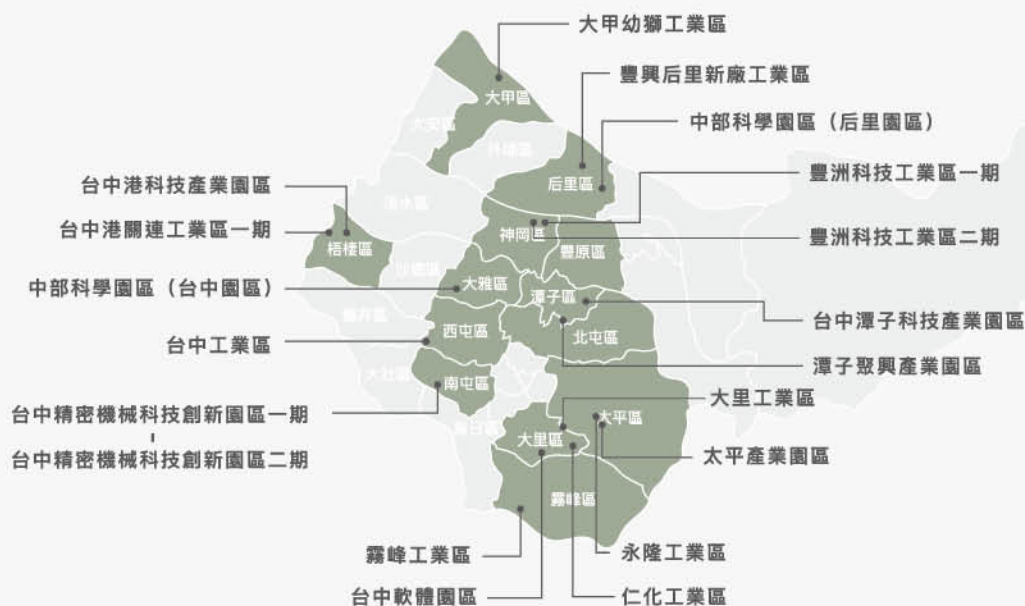 大甲幼獅工業區
豐興后里新廠工業區
大甲區
中部科學園區（后里園區）
大安區
外埔區
豐洲科技工業區一期
台中港科技產業園區
后里區
清水區
台中港關連工業區一期
神岡區
豐洲科技工業區二期
梧棲區
豐原區
沙鹿區
大雅區
中部科學園區（台中園區）
潭子區
台中潭子科技產業園區
龍井區
西屯區
北屯區
台中工業區
潭子聚興產業園區
大肚區
南屯區
大里工業區
台中精密機械科技創新園區一期
太平區
烏日區
大里區
台中精密機械科技創新園區二期
太平產業園區
霧峰區
霧峰工業區
永隆工業區
台中軟體園區
仁化工業區